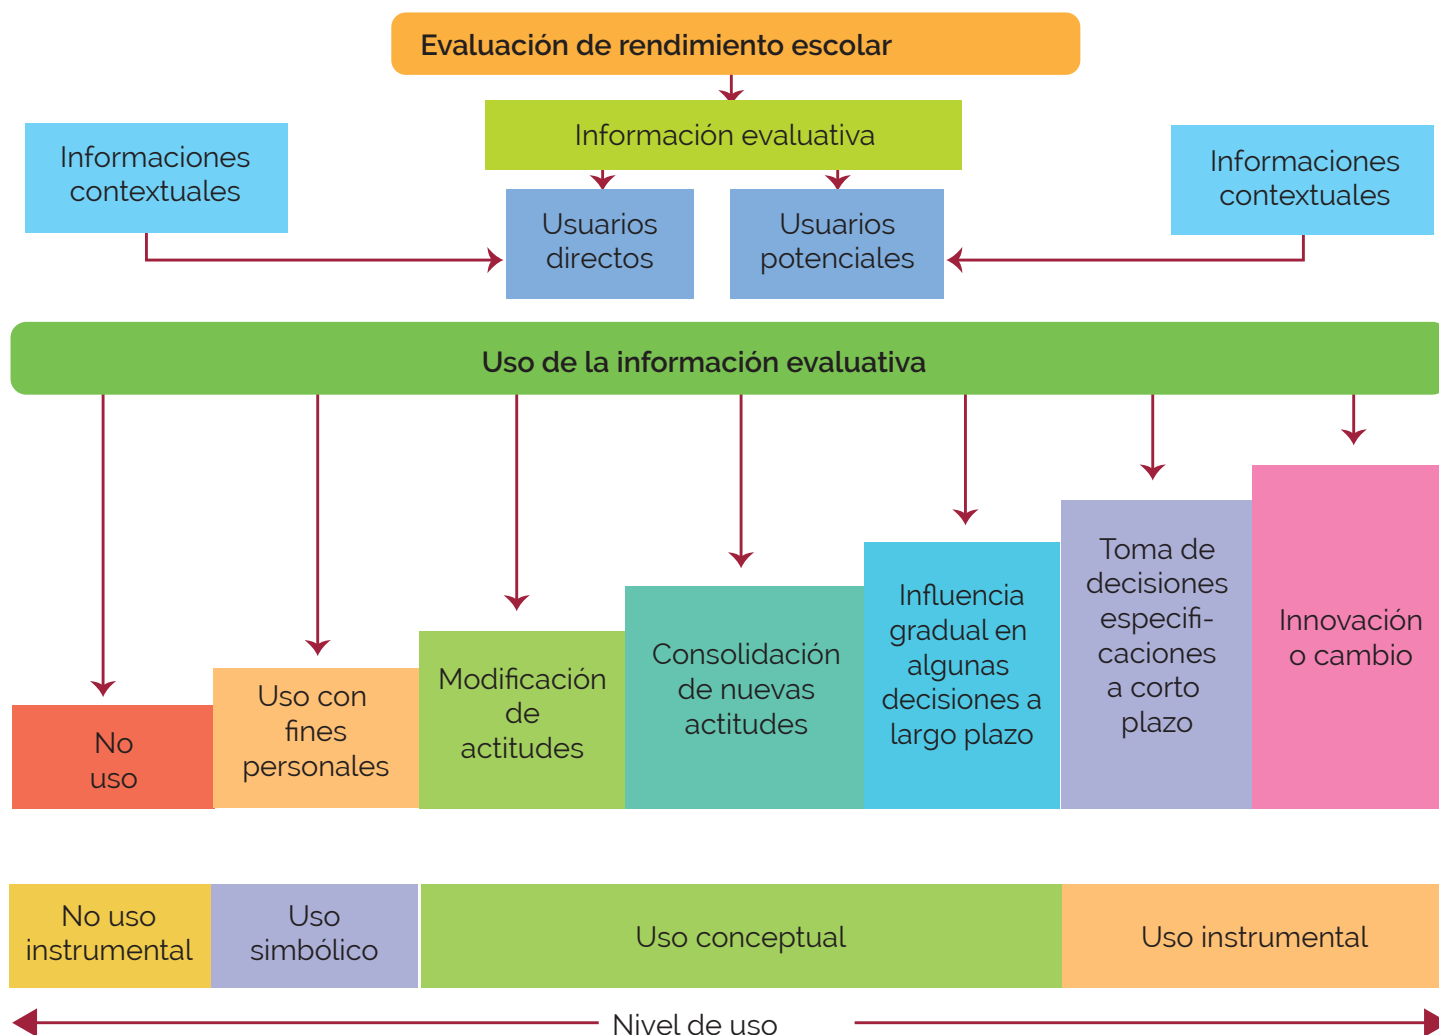 Evaluación de rendimiento escolar
Información evaluativa
Informaciones
contextuales
Informaciones
contextuales
Usuarios
directos
Usuarios
potenciales
Uso de la información evaluativa
No
uso
Uso con
fines
personales
Modificación
de
actitudes
Consolidación
de nuevas
actitudes
Influencia
gradual en
algunas
decisiones a
largo plazo
Toma de
decisiones
especifi-
caciones
a corto
plazo
Innovación
o cambio
No uso
instrumental
Uso
simbólico
Uso conceptual
Uso instrumental
Nivel de uso